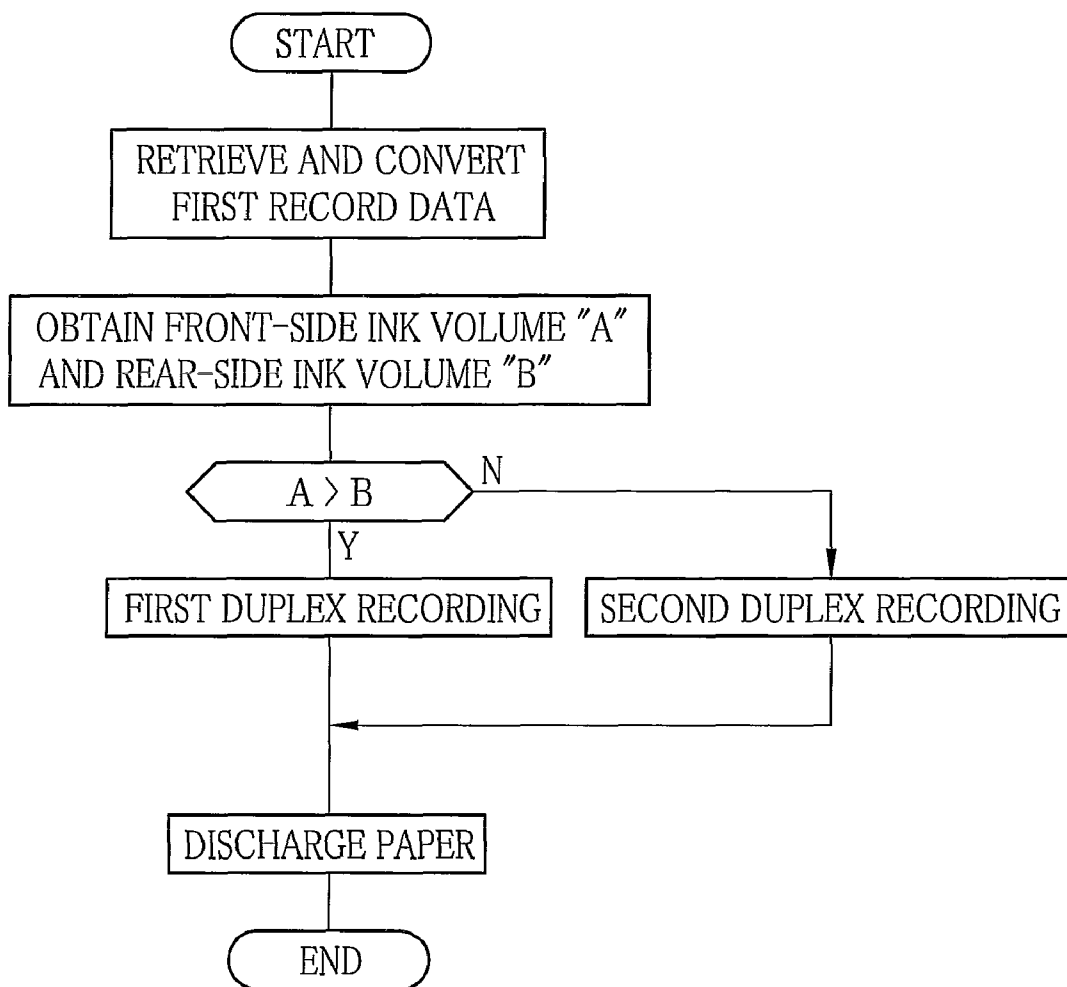 START
RETRIEVE AND CONVERT
FIRST RECORD DATA
OBTAIN FRONT-SIDE INK VOLUME "A"
AND REAR-SIDE INK VOLUME "B"
A > B
N
Y
FIRST DUPLEX RECORDING
SECOND DUPLEX RECORDING
DISCHARGE PAPER
END